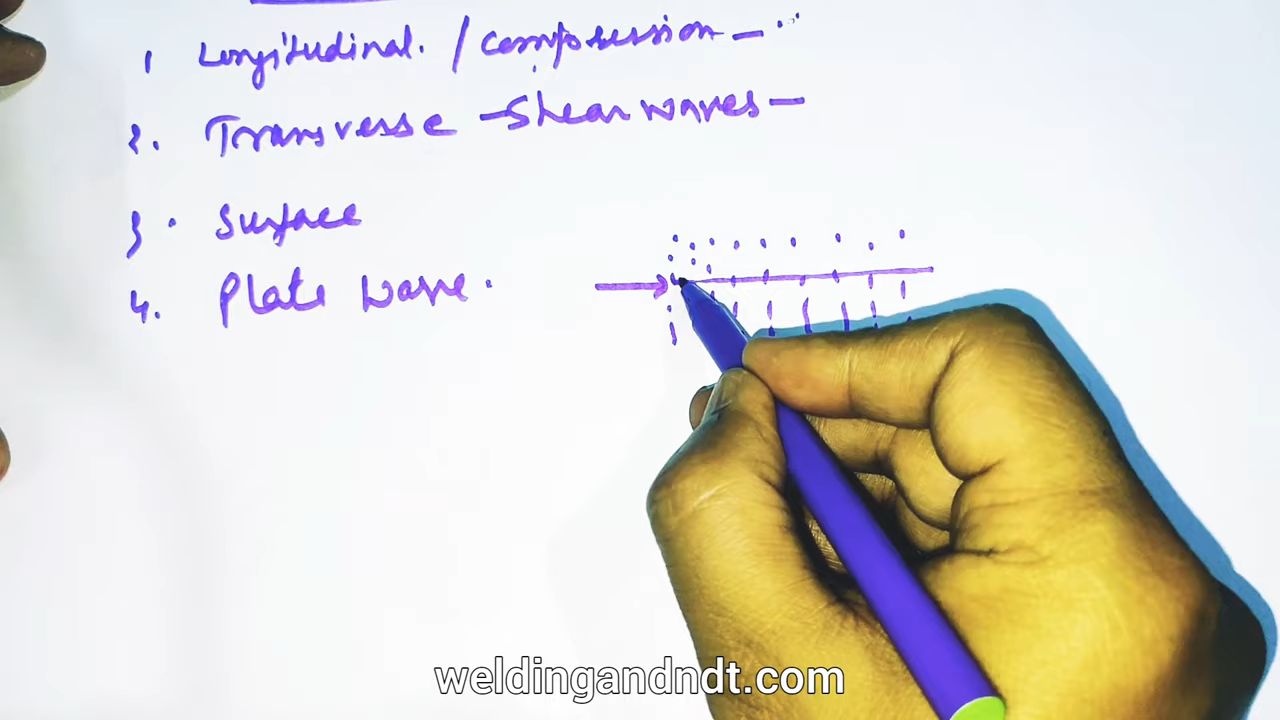 1 Longitudinal. / Compression -
2. Transverse - Shear waves -
3. Surface
4. Plate wave.
weldingandndt.com